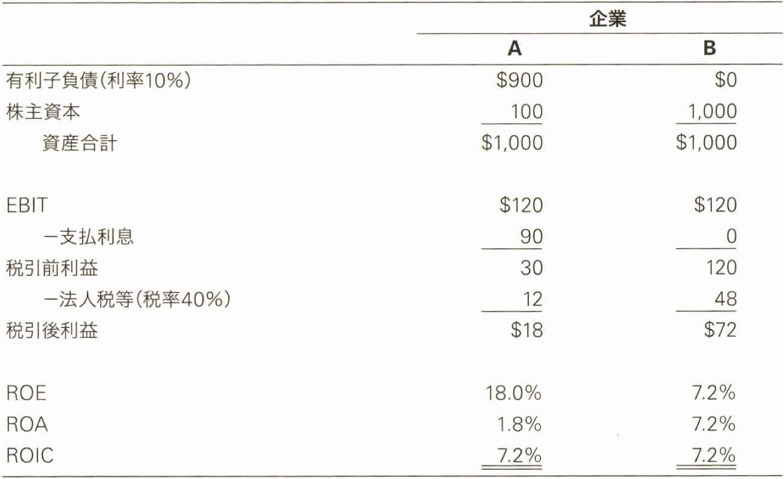 企業
A B
有利子負債(利率10%) $900 $0
株主資本 100 1,000
資産合計 $1,000 $1,000
EBIT $120 $120
−支払利息 90 0
税引前利益 30 120
−法人税等(税率40%) 12 48
税引後利益 $18 $72
ROE 18.0% 7.2%
ROA 1.8% 7.2%
ROIC 7.2% 7.2%